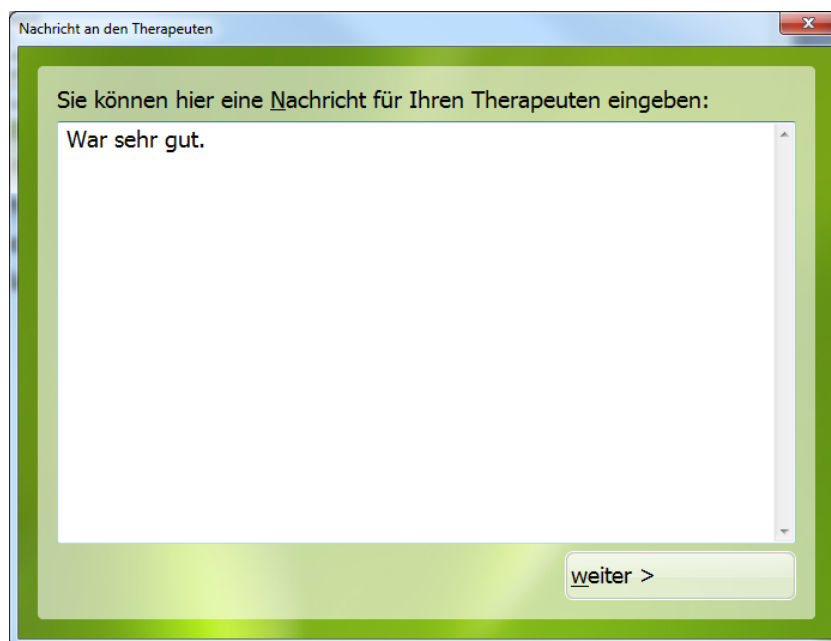 Nachricht an den Therapeuten
Sie können hier eine Nachricht für Ihren Therapeuten eingeben:
War sehr gut.
weiter >